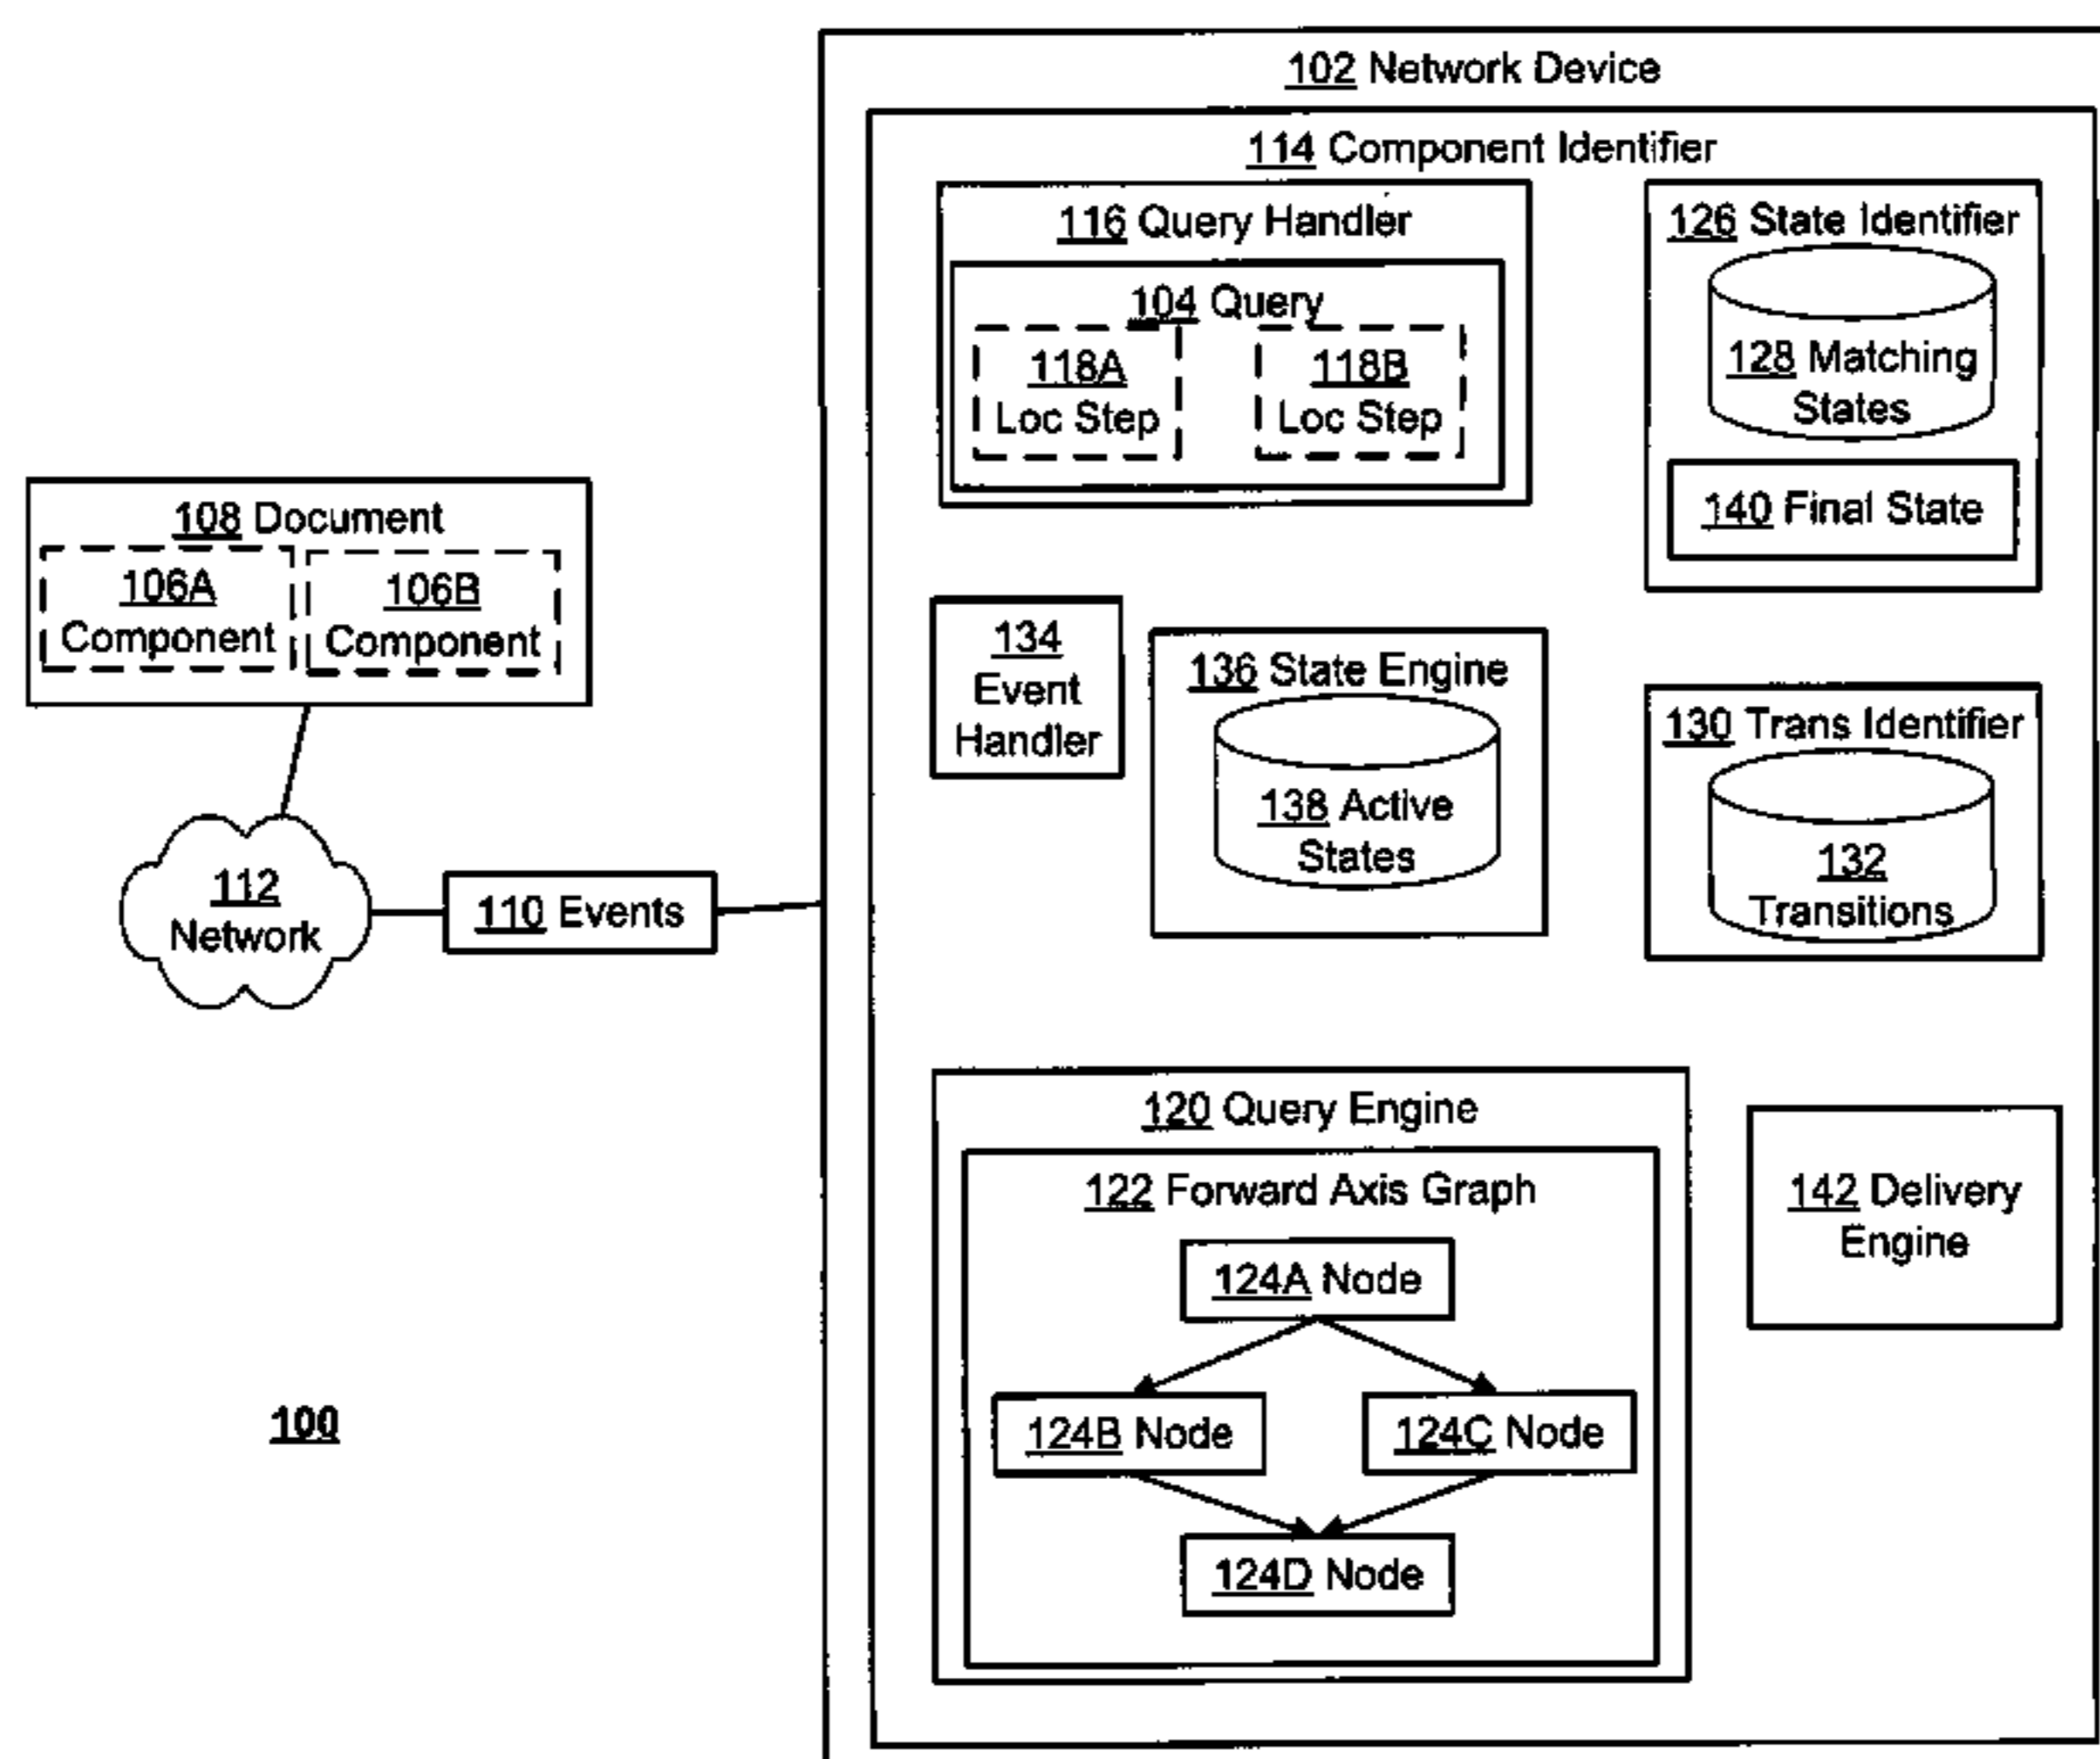 102 Network Device
114 Component Identifier
116 Query Handler
104 Query
118A
Loc Step
118B
Loc Step
126 State Identifier
128 Matching
States
140 Final State
108 Document
106A
Component
106B
Component
134
Event
Handler
136 State Engine
138 Active
States
130 Trans Identifier
132
Transitions
112
Network
110 Events
120 Query Engine
122 Forward Axis Graph
124A Node
124B Node
124C Node
124D Node
142 Delivery
Engine
100